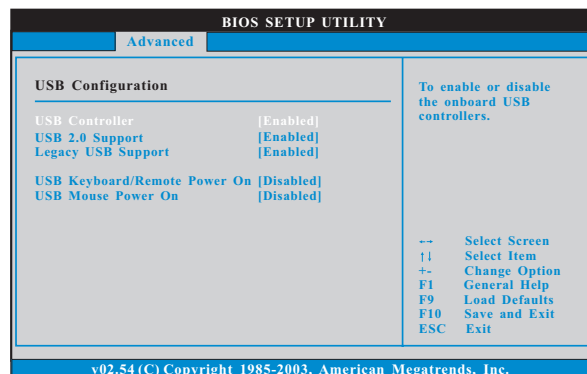 BIOS SETUP UTILITY
Advanced
USB Configuration
USB Controller [Enabled]
USB 2.0 Support [Enabled]
Legacy USB Support [Enabled]
USB Keyboard/Remote Power On [Disabled]
USB Mouse Power On [Disabled]
To enable or disable
the onboard USB
controllers.
←→ Select Screen
↑↓ Select Item
+- Change Option
F1 General Help
F9 Load Defaults
F10 Save and Exit
ESC Exit
v02.54 (C) Copyright 1985-2003, American Megatrends, Inc.